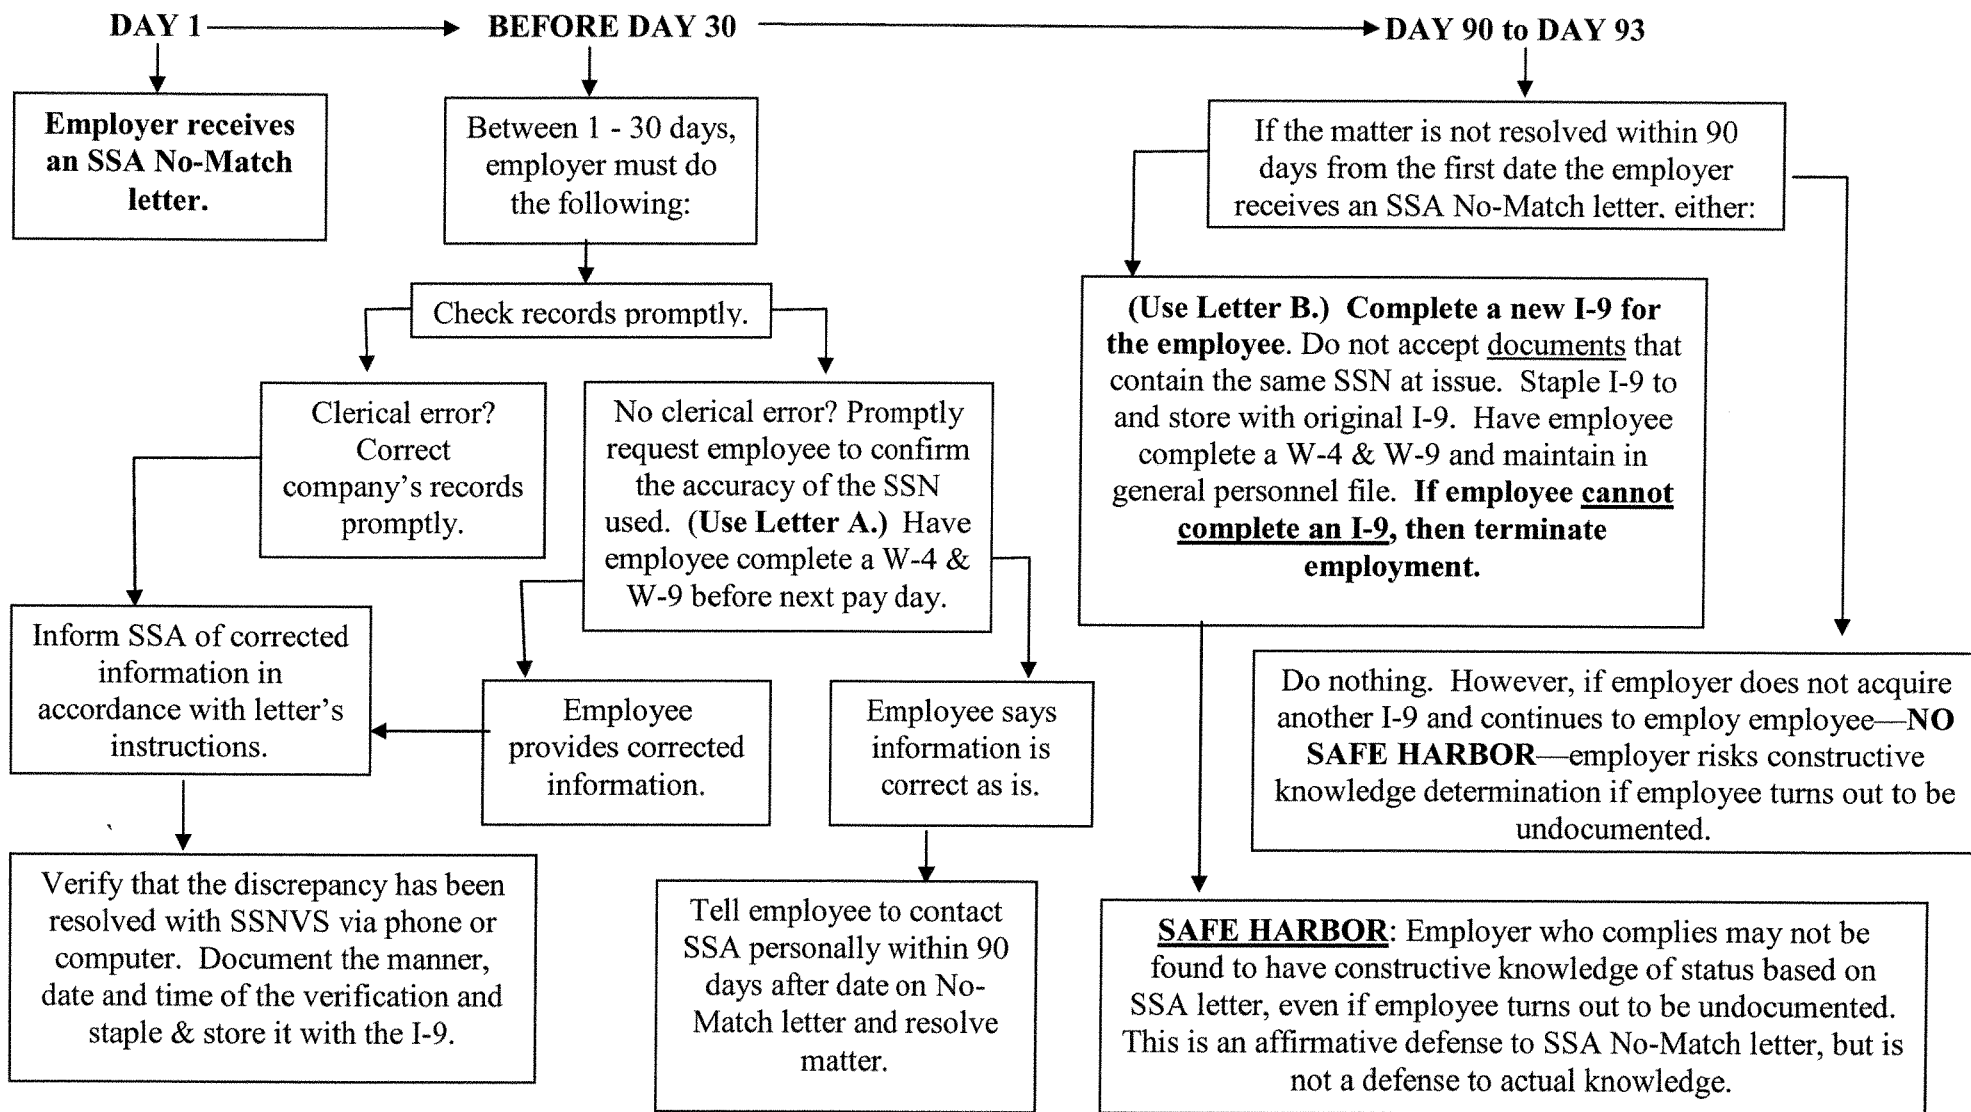 DAY 1
BEFORE DAY 30
DAY 90 to DAY 93
Employer receives
an SSA No-Match
letter.
Between 1 - 30 days,
employer must do
the following:
Check records promptly.
Clerical error?
Correct
company's records
promptly.
No clerical error? Promptly
request employee to confirm
the accuracy of the SSN
used. (Use Letter A.) Have
employee complete a W-4 &
W-9 before next pay day.
Inform SSA of corrected
information in
accordance with letter's
instructions.
Employee
provides corrected
information.
Employee says
information is
correct as is.
Verify that the discrepancy has been
resolved with SSNVS via phone or
computer. Document the manner,
date and time of the verification and
staple & store it with the I-9.
Tell employee to contact
SSA personally within 90
days after date on No-
Match letter and resolve
matter.
If the matter is not resolved within 90
days from the first date the employer
receives an SSA No-Match letter, either:
(Use Letter B.) Complete a new I-9 for
the employee. Do not accept documents that
contain the same SSN at issue. Staple I-9 to
and store with original I-9. Have employee
complete a W-4 & W-9 and maintain in
general personnel file. If employee cannot
complete an I-9, then terminate
employment.
Do nothing. However, if employer does not acquire
another I-9 and continues to employ employee—NO
SAFE HARBOR—employer risks constructive
knowledge determination if employee turns out to be
undocumented.
SAFE HARBOR: Employer who complies may not be
found to have constructive knowledge of status based on
SSA letter, even if employee turns out to be undocumented.
This is an affirmative defense to SSA No-Match letter, but is
not a defense to actual knowledge.